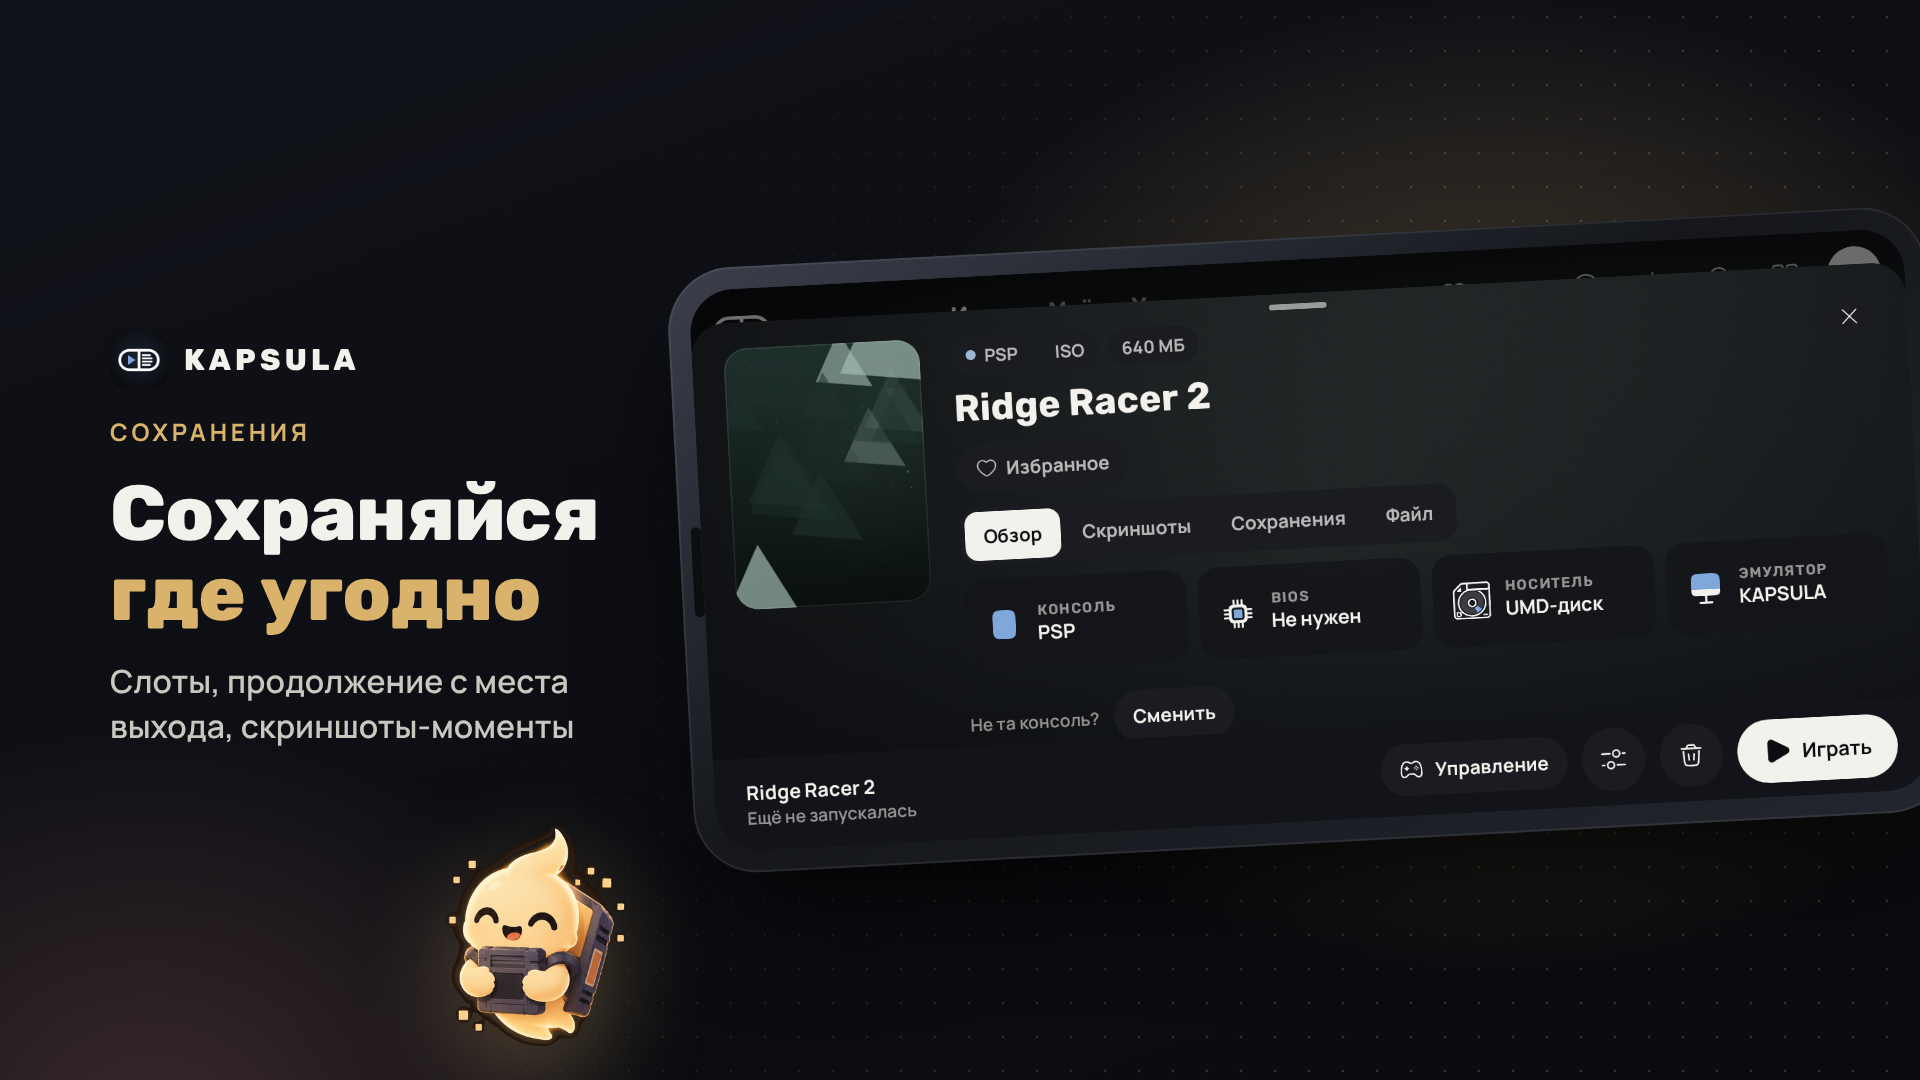 KAPSULA
СОХРАНЕНИЯ
Сохраняйся
где угодно
Слоты, продолжение с места
выхода, скриншоты-моменты
PSP
ISO
640 МБ
Ridge Racer 2
Избранное
Обзор
Скриншоты
Сохранения
Файл
КОНСОЛЬ
PSP
BIOS
Не нужен
НОСИТЕЛЬ
UMD-диск
ЭМУЛЯТОР
KAPSULA
Не та консоль?
Сменить
Ridge Racer 2
Ещё не запускалась
Управление
Играть